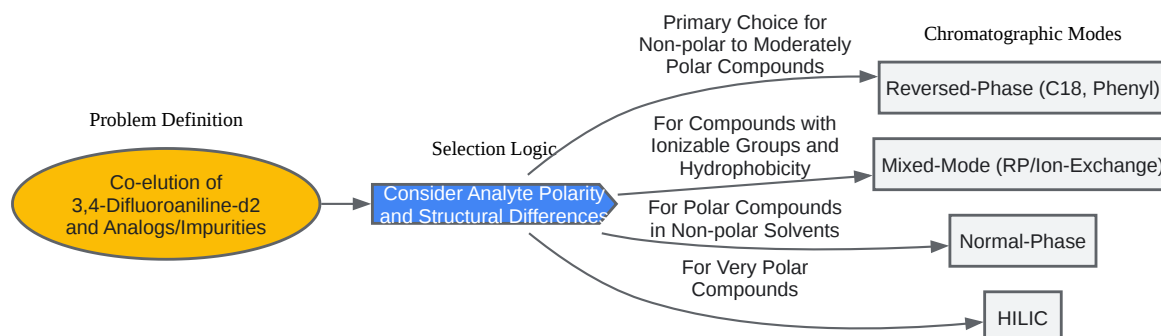 Problem Definition
Co-elution of
3,4-Difluoroaniline-d2
and Analogs/Impurities
Selection Logic
Consider Analyte Polarity
and Structural Differences
Primary Choice for
Non-polar to Moderately
Polar Compounds
For Compounds with
Ionizable Groups and
Hydrophobicity
For Polar Compounds
in Non-polar Solvents
For Very Polar
Compounds
Chromatographic Modes
Reversed-Phase (C18, Phenyl)
Mixed-Mode (RP/Ion-Exchange)
Normal-Phase
HILIC